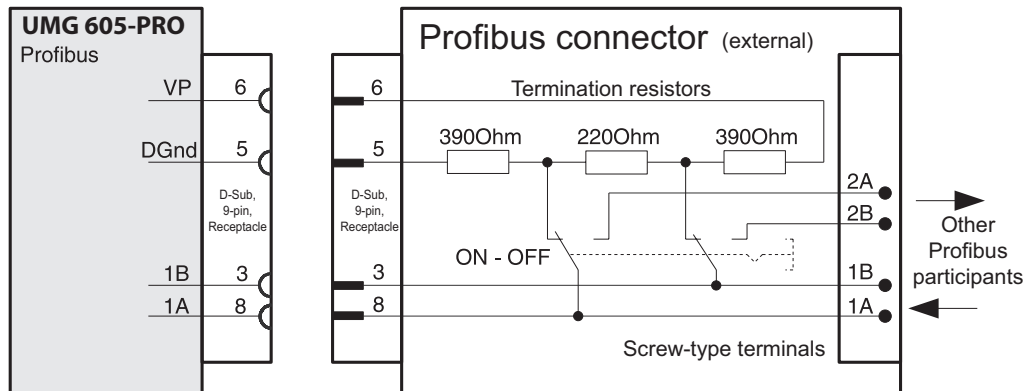 UMG 605-PRO
Profibus
VP 6
DGnd 5
D-Sub,
9-pin,
Receptacle
1B 3
1A 8
Profibus connector (external)
6 Termination resistors
390Ohm 220Ohm 390Ohm
5
D-Sub,
9-pin,
Receptacle
ON - OFF
3
8
2A
2B
1B
1A
Screw-type terminals
Other
Profibus
participants